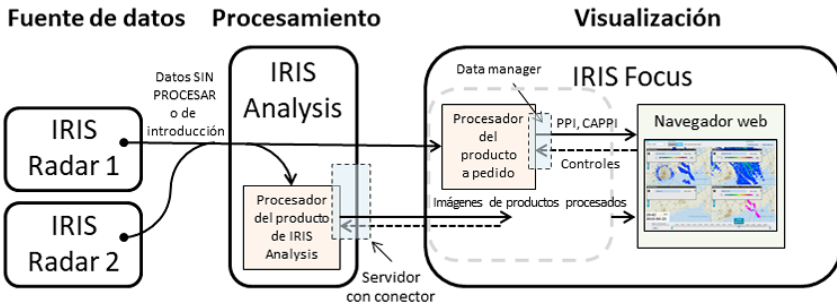 Fuente de datos
Procesamiento
Visualización
IRIS
Radar 1
IRIS
Radar 2
Datos SIN
PROCESAR
o de
introducción
IRIS
Analysis
Procesador
del producto
de IRIS
Analysis
Servidor
con conector
IRIS Focus
Data manager
Procesador
del
producto
a pedido
PPI, CAPPI
Controles
Imágenes de productos procesados
Navegador web